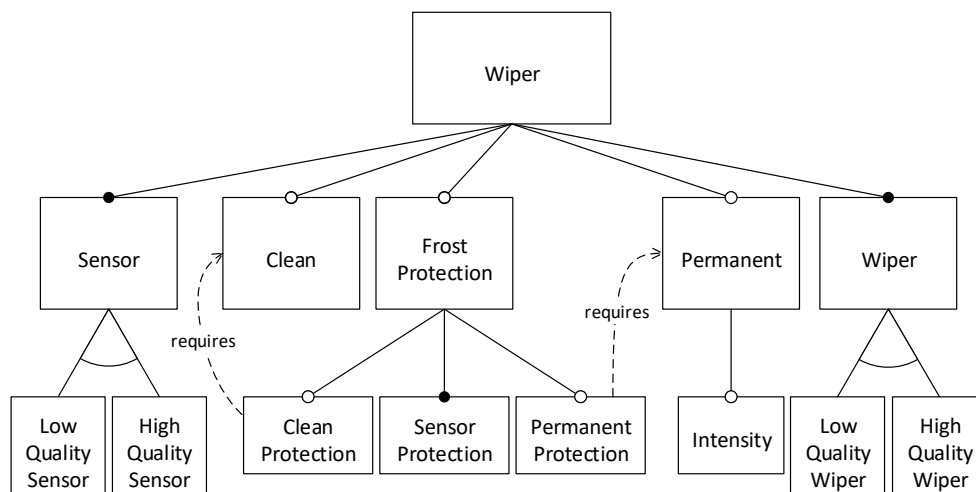 Wiper
Sensor
Clean
Frost
Protection
Permanent
Wiper
requires
requires
Low
Quality
Sensor
High
Quality
Sensor
Clean
Protection
Sensor
Protection
Permanent
Protection
Intensity
Low
Quality
Wiper
High
Quality
Wiper